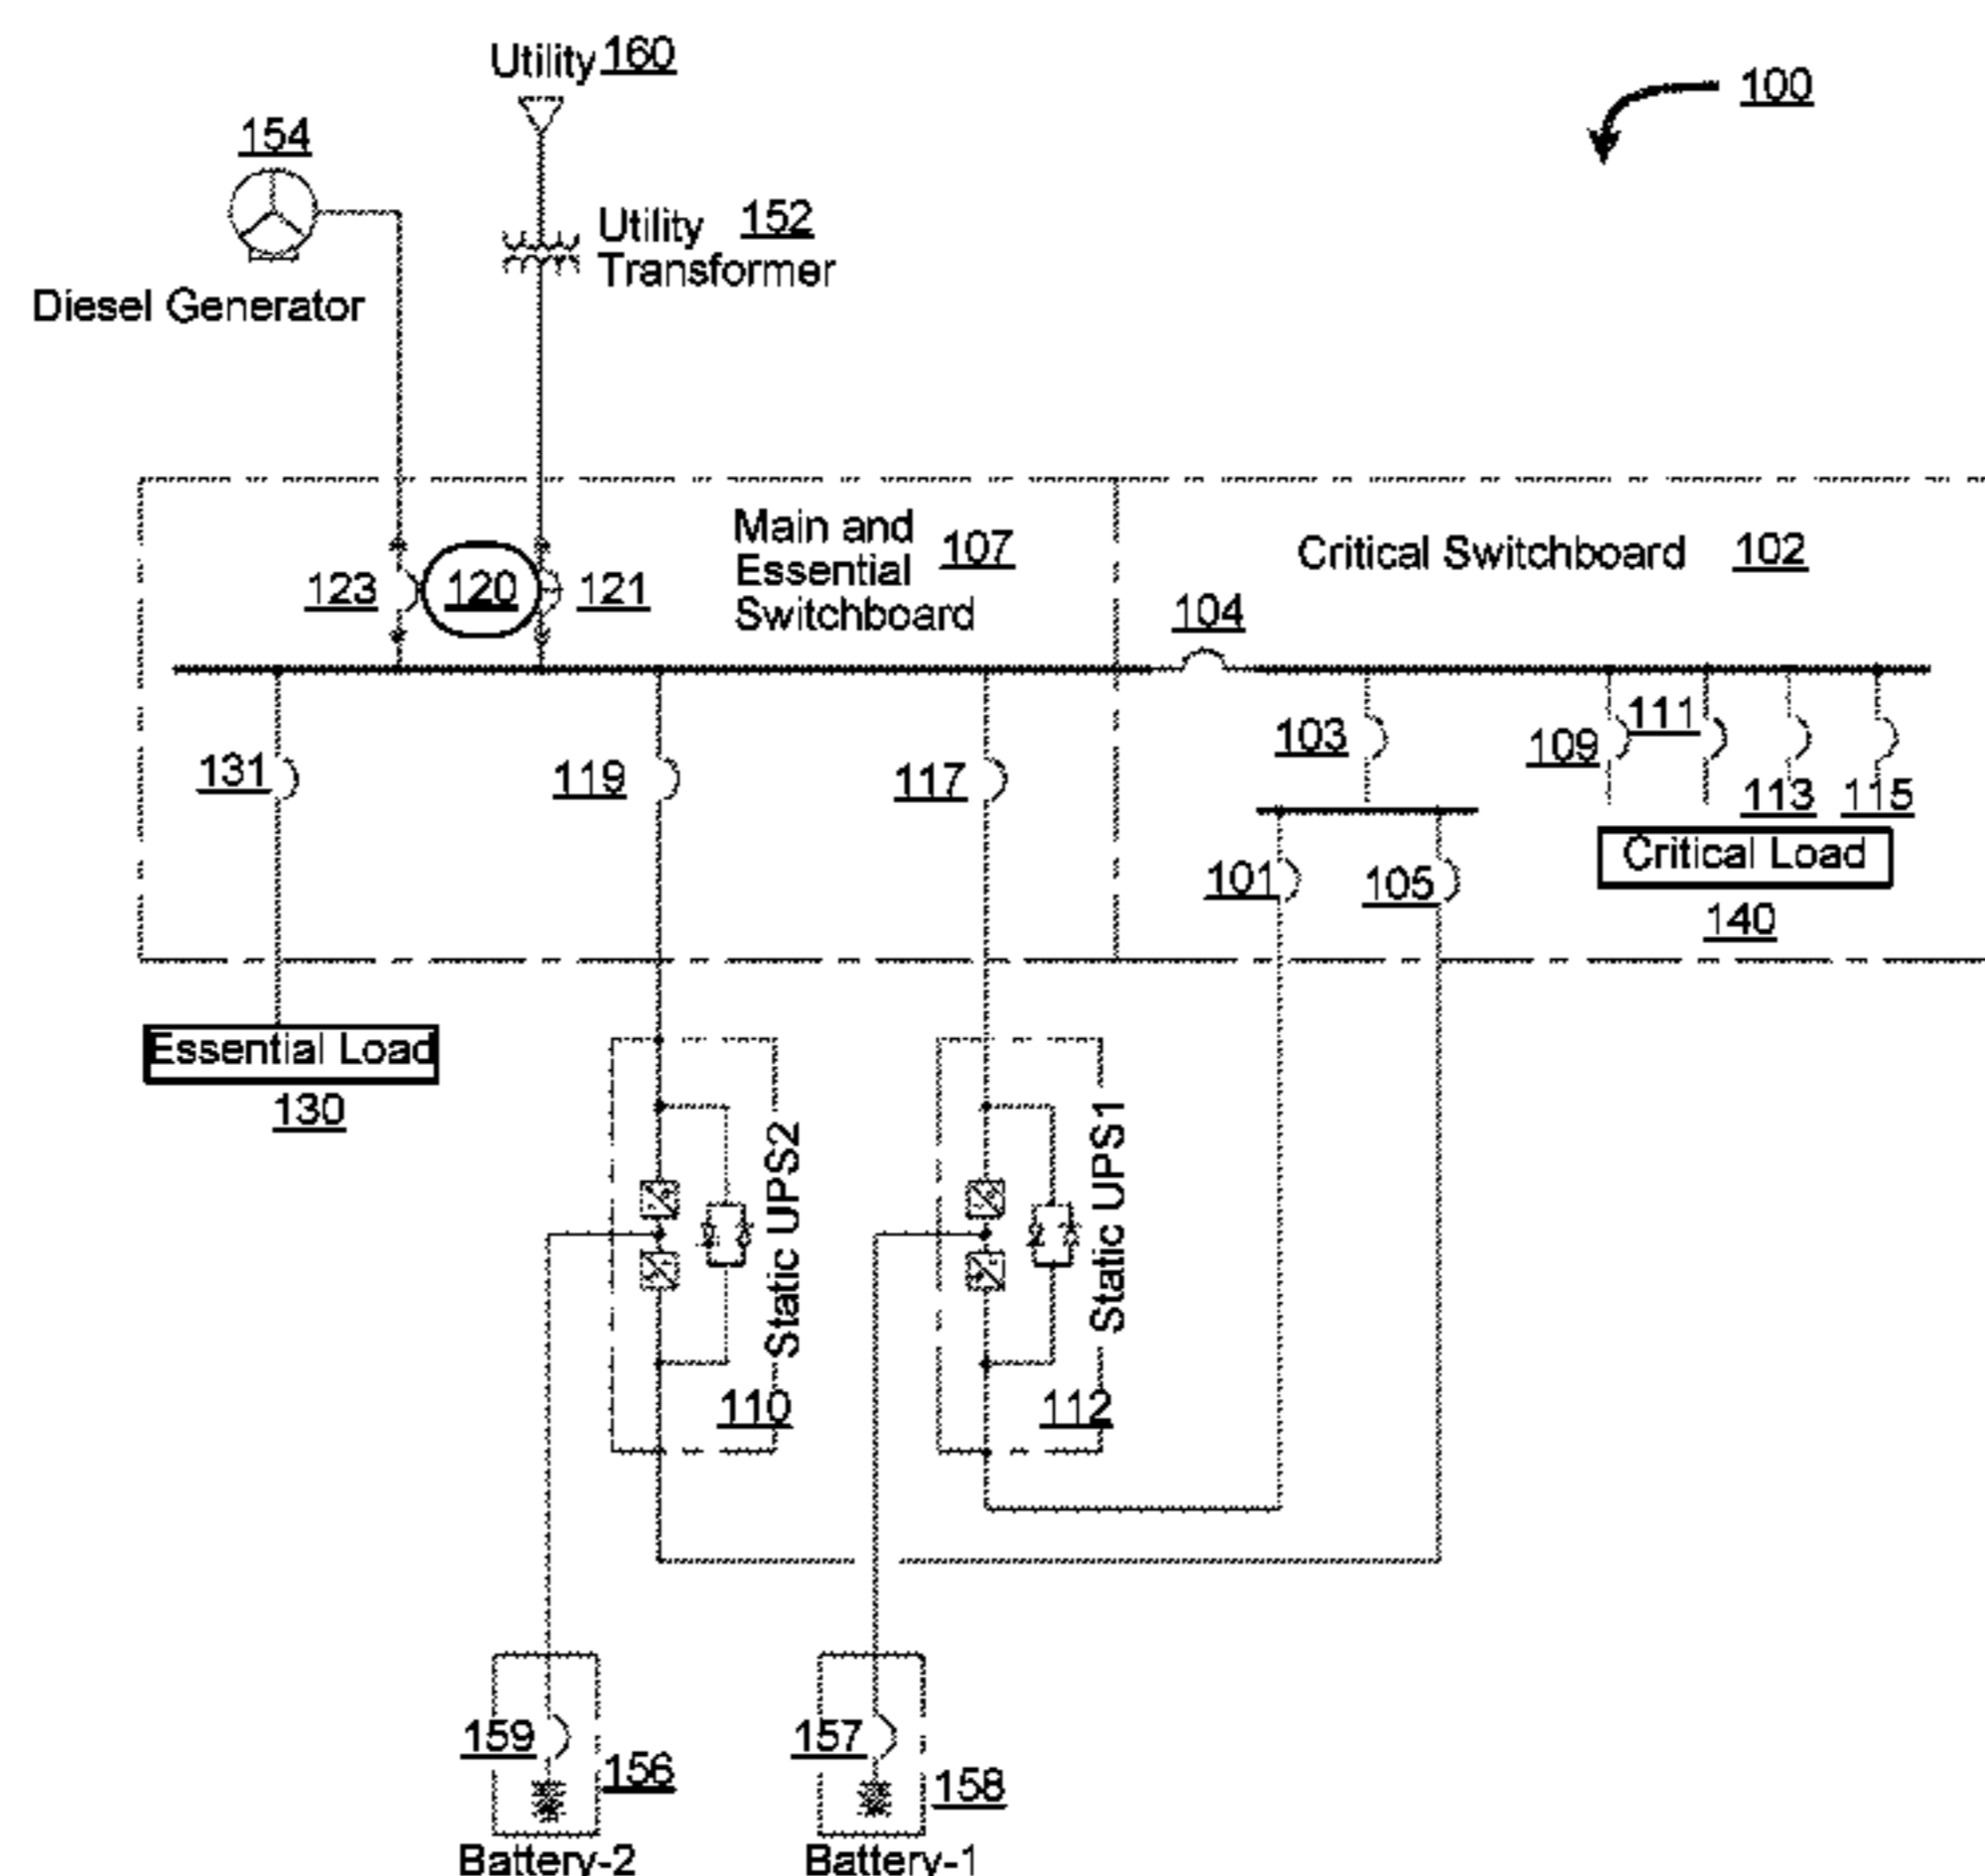 Utility 160
100
154
Utility 152
Transformer
Diesel Generator
Main and
Essential 107
Switchboard
Critical Switchboard 102
123
120
121
104
131
119
117
103
109
111
113
115
101
105
Critical Load
140
Essential Load
130
Static UPS2
110
Static UPS1
112
159
156
157
158
Battery-2
Battery-1